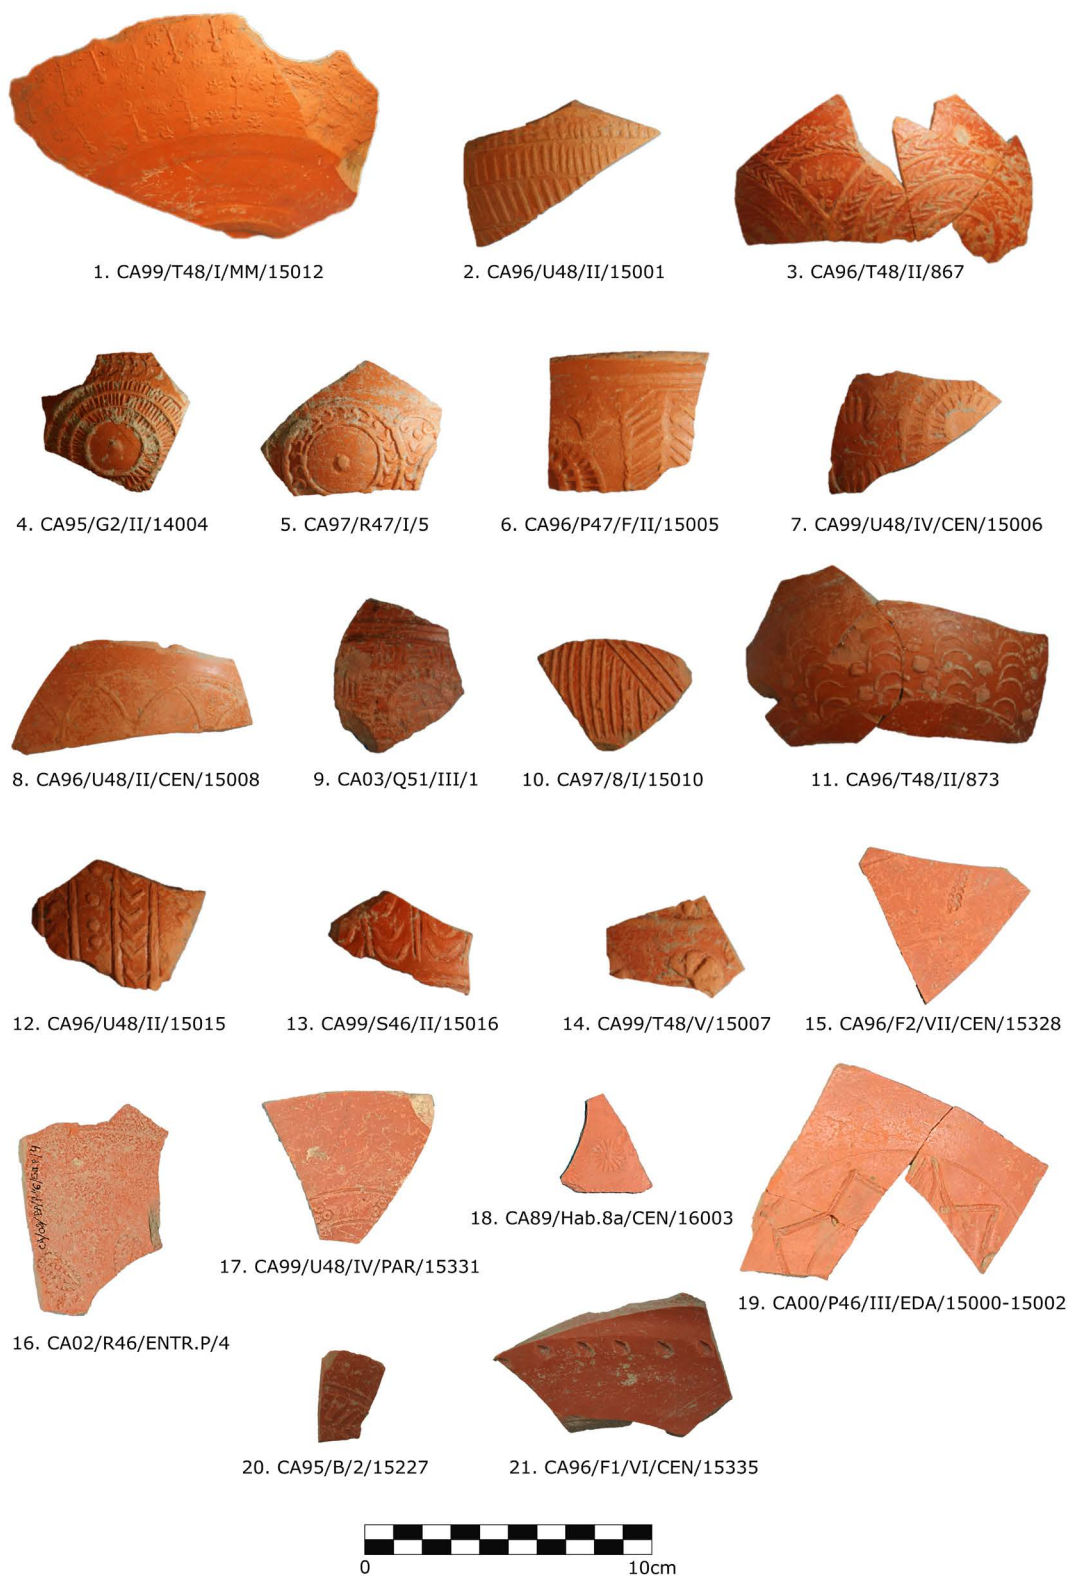 1. CA99/T48/I/MM/15012
2. CA96/U48/II/15001
3. CA96/T48/II/867
4. CA95/G2/II/14004
5. CA97/R47/I/5
6. CA96/P47/F/II/15005
7. CA99/U48/IV/CEN/15006
8. CA96/U48/II/CEN/15008
9. CA03/Q51/III/1
10. CA97/8/I/15010
11. CA96/T48/II/873
12. CA96/U48/II/15015
13. CA99/S46/II/15016
14. CA99/T48/V/15007
15. CA96/F2/VII/CEN/15328
16. CA02/R46/ENTR.P/4
17. CA99/U48/IV/PAR/15331
18. CA89/Hab.8a/CEN/16003
19. CA00/P46/III/EDA/15000-15002
20. CA95/B/2/15227
21. CA96/F1/VI/CEN/15335
0 10cm